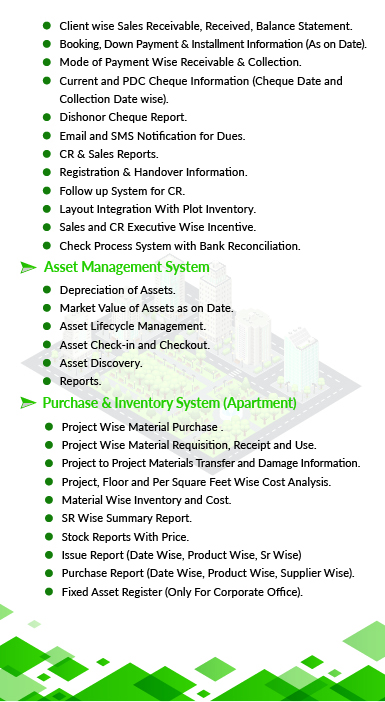 Client wise Sales Receivable, Received, Balance Statement.
Booking, Down Payment & Installment Information (As on Date).
Mode of Payment Wise Receivable & Collection.
Current and PDC Cheque Information (Cheque Date and
Collection Date wise).
Dishonor Cheque Report.
Email and SMS Notification for Dues.
CR & Sales Reports.
Registration & Handover Information.
Follow up System for CR.
Layout Integration With Plot Inventory.
Sales and CR Executive Wise Incentive.
Check Process System with Bank Reconciliation.
Asset Management System
Depreciation of Assets.
Market Value of Assets as on Date.
Asset Lifecycle Management.
Asset Check-in and Checkout.
Asset Discovery.
Reports.
Purchase & Inventory System (Apartment)
Project Wise Material Purchase .
Project Wise Material Requisition, Receipt and Use.
Project to Project Materials Transfer and Damage Information.
Project, Floor and Per Square Feet Wise Cost Analysis.
Material Wise Inventory and Cost.
SR Wise Summary Report.
Stock Reports With Price.
Issue Report (Date Wise, Product Wise, Sr Wise)
Purchase Report (Date Wise, Product Wise, Supplier Wise).
Fixed Asset Register (Only For Corporate Office).